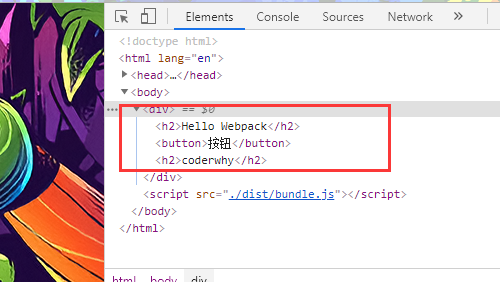 Elements Console Sources »
<!doctype html>
<html lang="en">
<head>…</head>
<body>
<div> == $0
<h2>Hello Webpack</h2>
<button>按钮</button>
<h2>coderwhy</h2>
</div>
<script src="./dist/bundle.js"></script>
</body>
</html>
html body div